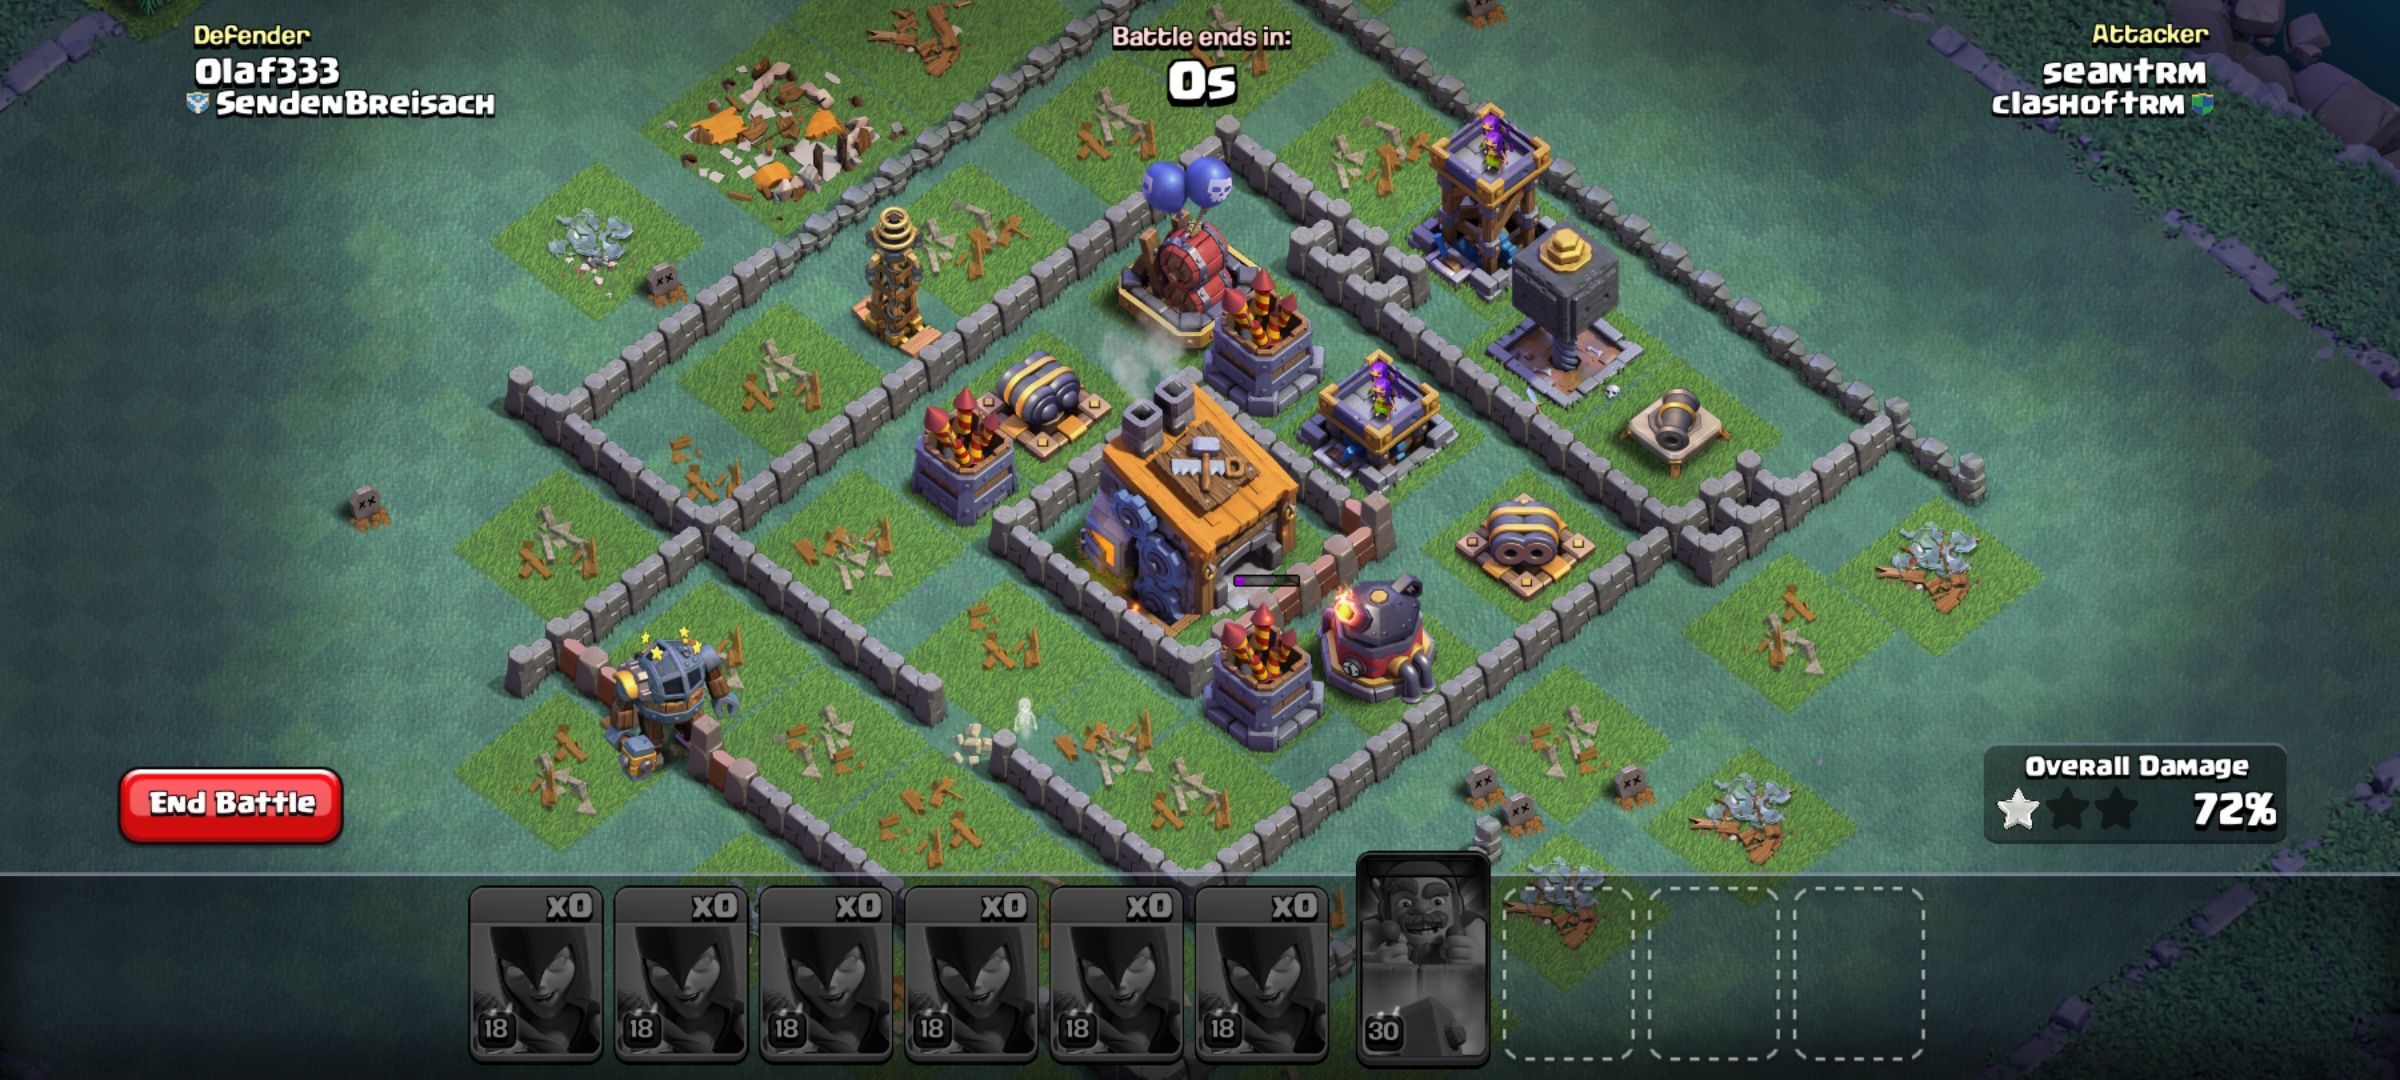 Defender
Olaf333
SendenBreisach
Battle ends in:
0s
Attacker
seantRM
clashoftRM
End Battle
Overall Damage
72%
x0 x0 x0 x0 x0 x0
18 18 18 18 18 18 30